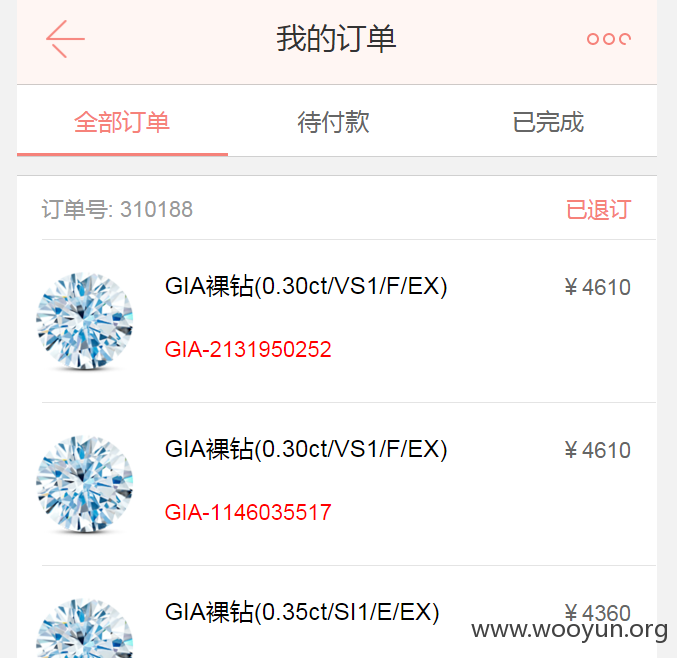 我的订单
全部订单 待付款 已完成
订单号: 310188 已退订
GIA裸钻(0.30ct/VS1/F/EX) ¥4610
GIA-2131950252
GIA裸钻(0.30ct/VS1/F/EX) ¥4610
GIA-1146035517
GIA裸钻(0.35ct/SI1/E/EX) ¥4360
www.wooyun.org